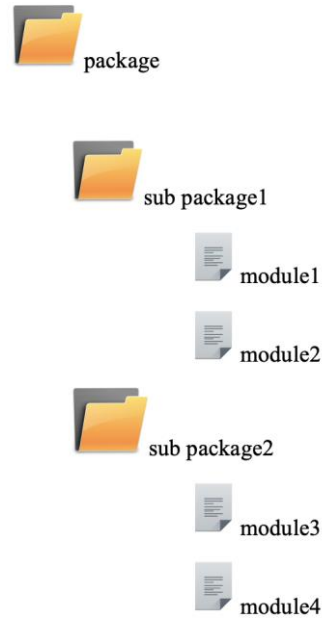 package
sub package1
module1
module2
sub package2
module3
module4